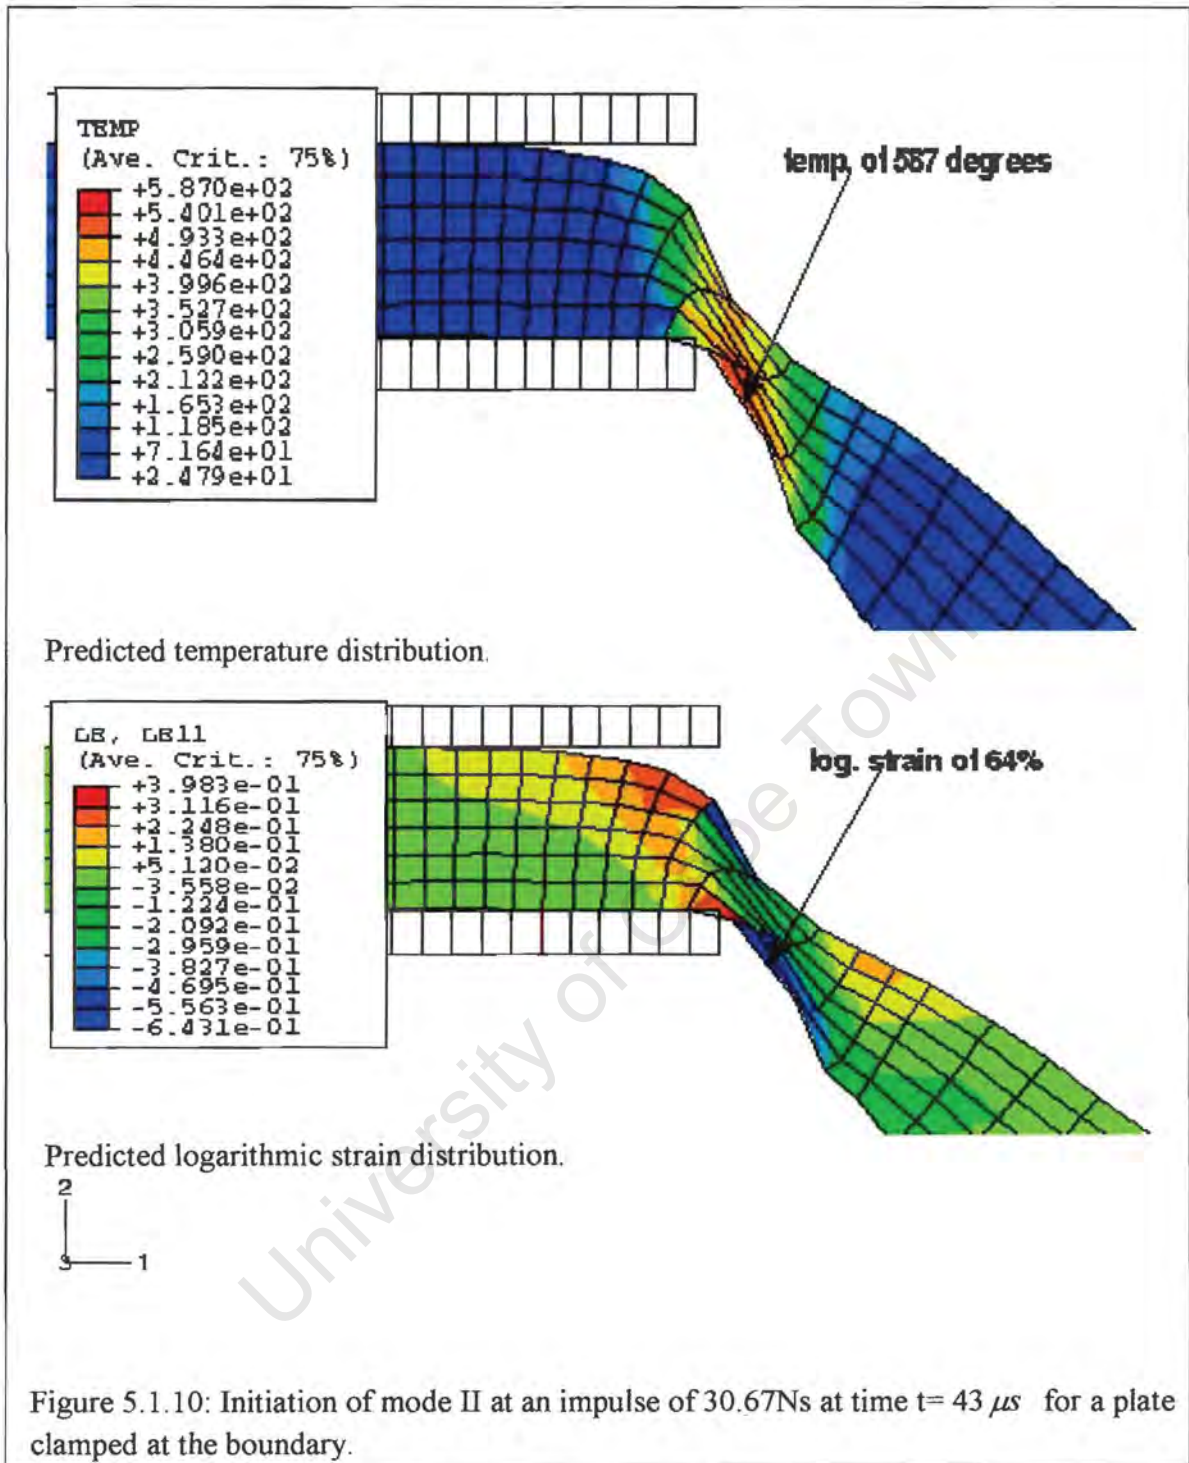 TEMP
(Ave. Crit.: 75%)
+5.870e+02
+5.401e+02
+4.933e+02
+4.464e+02
+3.996e+02
+3.527e+02
+3.059e+02
+2.590e+02
+2.122e+02
+1.653e+02
+1.185e+02
+7.164e+01
+2.479e+01
temp. of 587 degrees
Predicted temperature distribution.
LE, LE11
(Ave. Crit.: 75%)
+3.983e-01
+3.116e-01
+2.248e-01
+1.380e-01
+5.120e-02
-3.558e-02
-1.224e-01
-2.092e-01
-2.959e-01
-3.827e-01
-4.695e-01
-5.563e-01
-6.431e-01
log. strain of 64%
Predicted logarithmic strain distribution.
2
3
1
University of Cape Town
Figure 5.1.10: Initiation of mode II at an impulse of 30.67Ns at time t= 43 μs for a plate
clamped at the boundary.